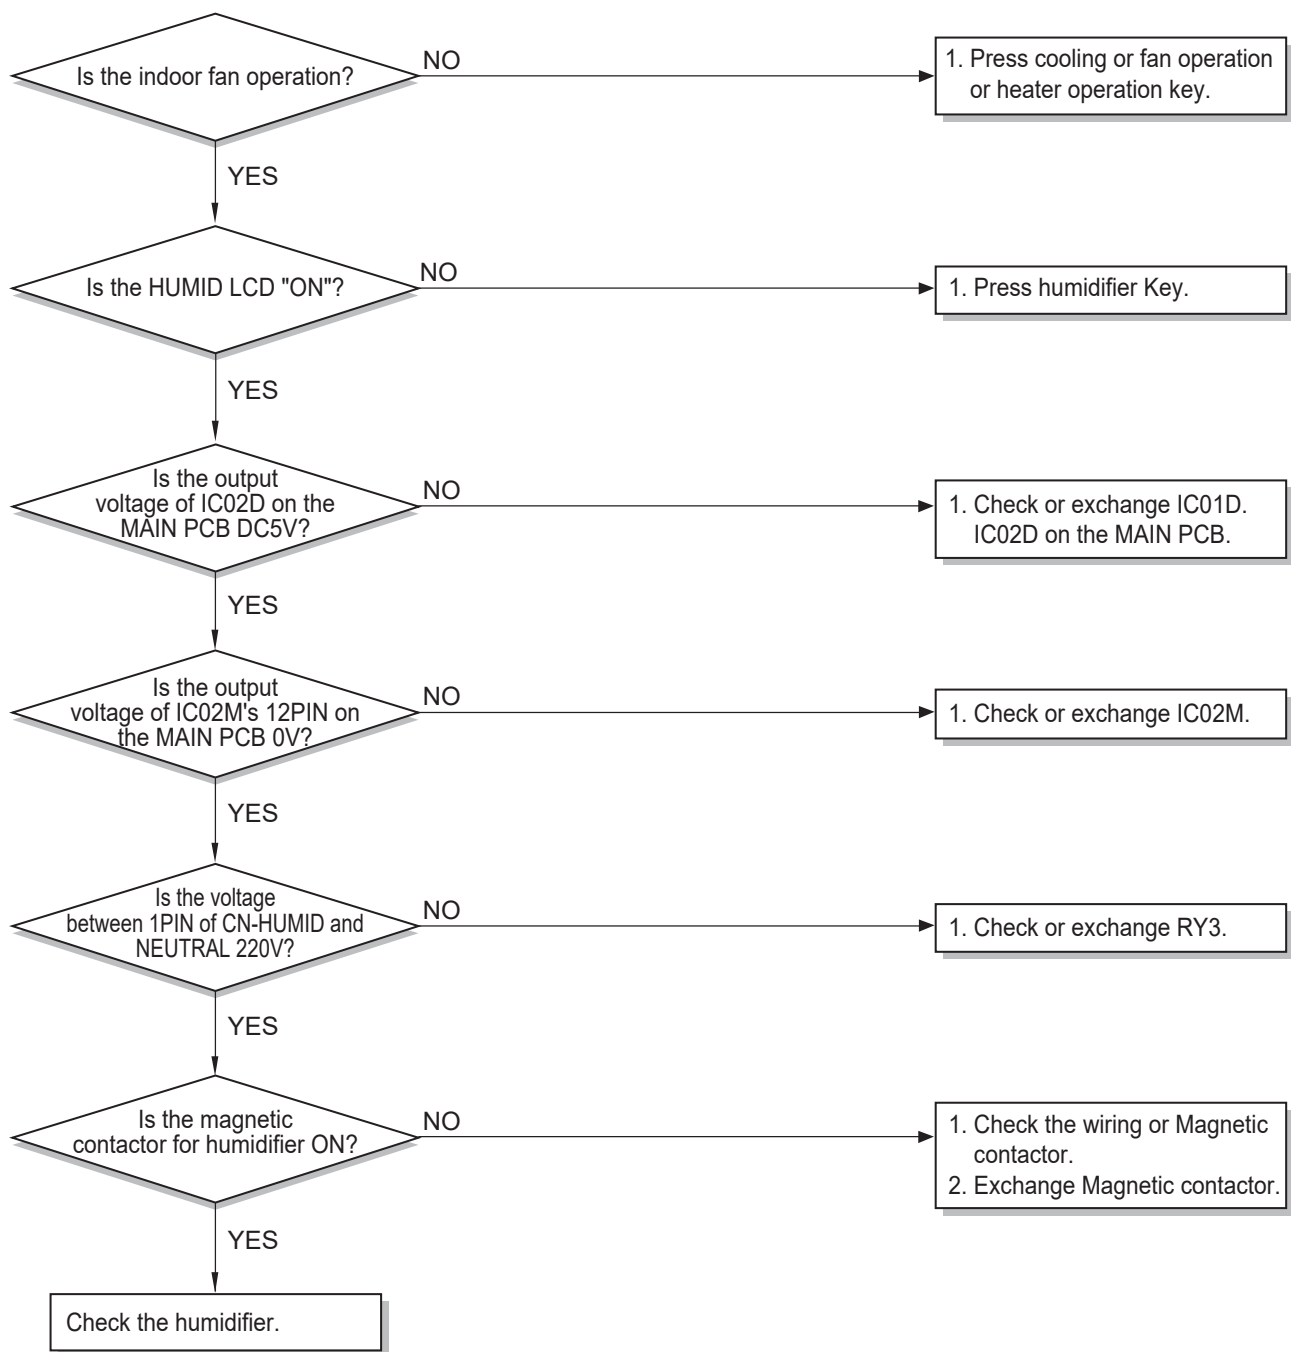 Is the indoor fan operation?
NO
1. Press cooling or fan operation
or heater operation key.
YES
Is the HUMID LCD "ON"?
NO
1. Press humidifier Key.
YES
Is the output
voltage of IC02D on the
MAIN PCB DC5V?
NO
1. Check or exchange IC01D.
IC02D on the MAIN PCB.
YES
Is the output
voltage of IC02M's 12PIN on
the MAIN PCB 0V?
NO
1. Check or exchange IC02M.
YES
Is the voltage
between 1PIN of CN-HUMID and
NEUTRAL 220V?
NO
1. Check or exchange RY3.
YES
Is the magnetic
contactor for humidifier ON?
NO
1. Check the wiring or Magnetic
contactor.
2. Exchange Magnetic contactor.
YES
Check the humidifier.